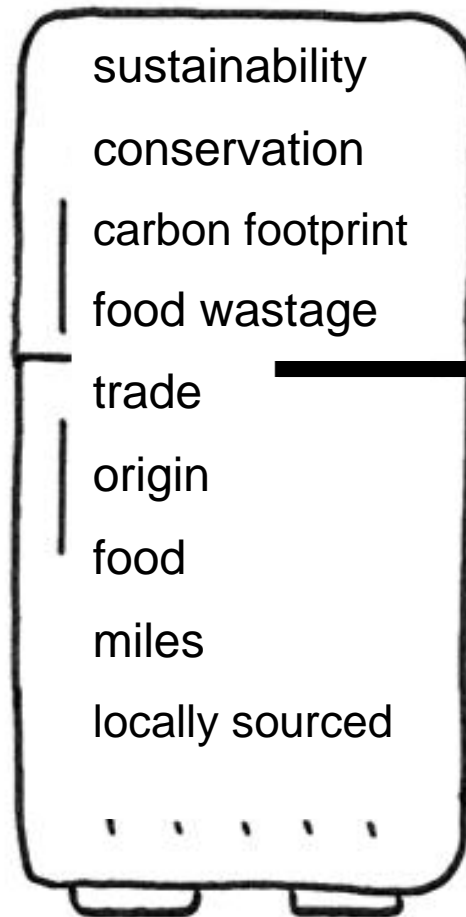 sustainability
conservation
carbon footprint
food wastage
trade
origin
food
miles
locally sourced